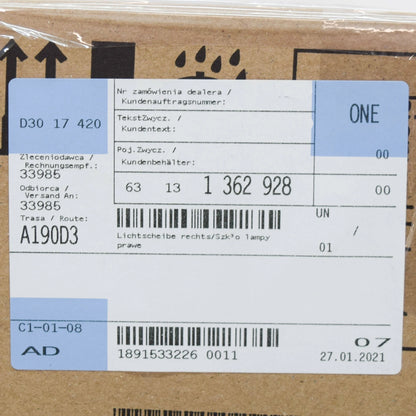 D30 17 420
Nr zamówienia dealera /
Kundenauftragsnummer:
TekstZwycz. /
Kundentext:
ONE
Poj.Zwycz. /
Kundenbehälter:
00
Zleceniodawca /
Rechnungsempf.:
33985
63 13 1 362 928
00
Odbiorca /
Versand An:
33985
Trasa / Route:
A190D3
UN
/
01
Lichtscheibe rechts/Szk³o lampy
prawe
C1-01-08
AD
1891533226 0011
07
27.01.2021